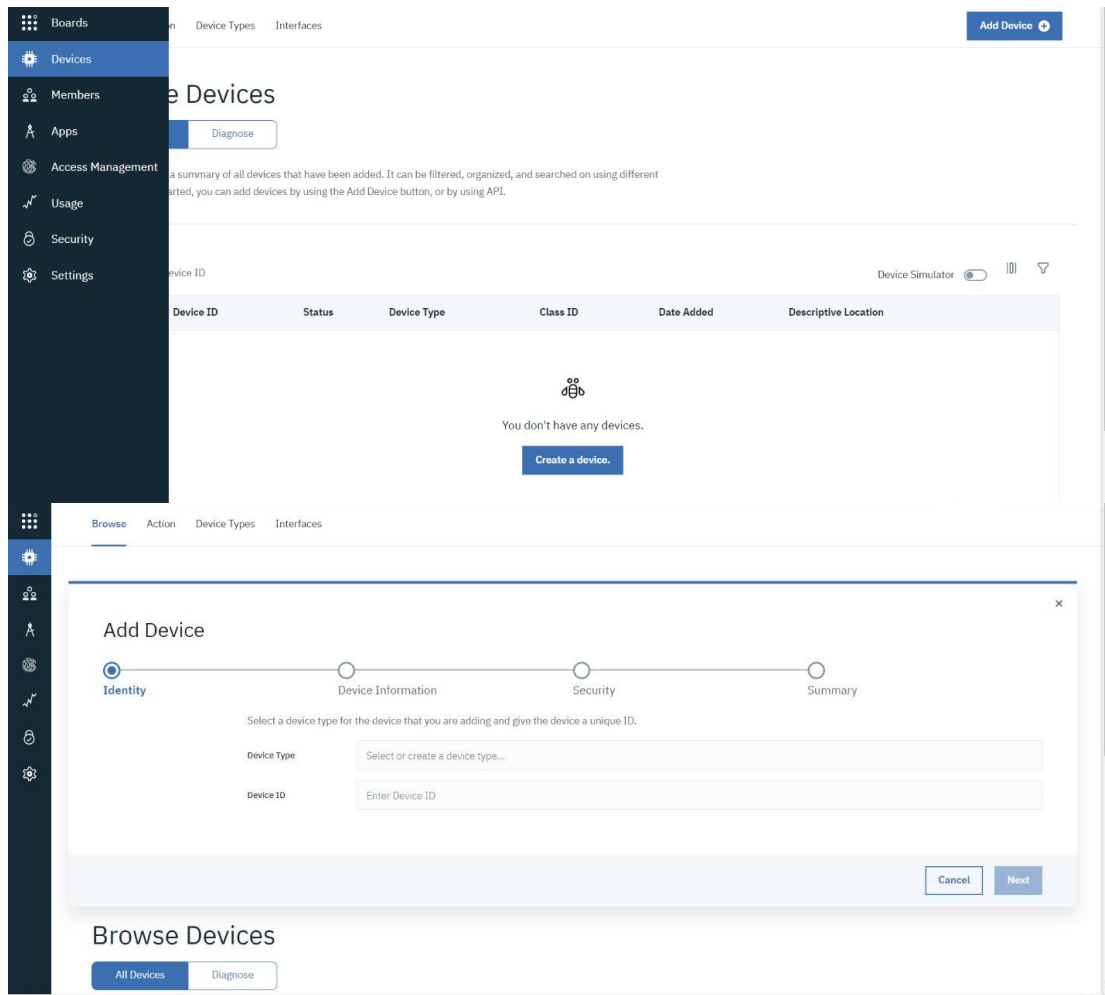 Boards
n Device Types Interfaces
Add Device
Devices
Members
e Devices
Apps
Diagnose
Access Management
a summary of all devices that have been added. It can be filtered, organized, and searched on using different
arted, you can add devices by using the Add Device button, or by using API.
Usage
Security
Settings
evice ID
Device Simulator
Device ID Status Device Type Class ID Date Added Descriptive Location
You don't have any devices.
Create a device.
Browse Action Device Types Interfaces
Add Device
Identity Device Information Security Summary
Select a device type for the device that you are adding and give the device a unique ID.
Device Type Select or create a device type...
Device ID Enter Device ID
Cancel Next
Browse Devices
All Devices Diagnose